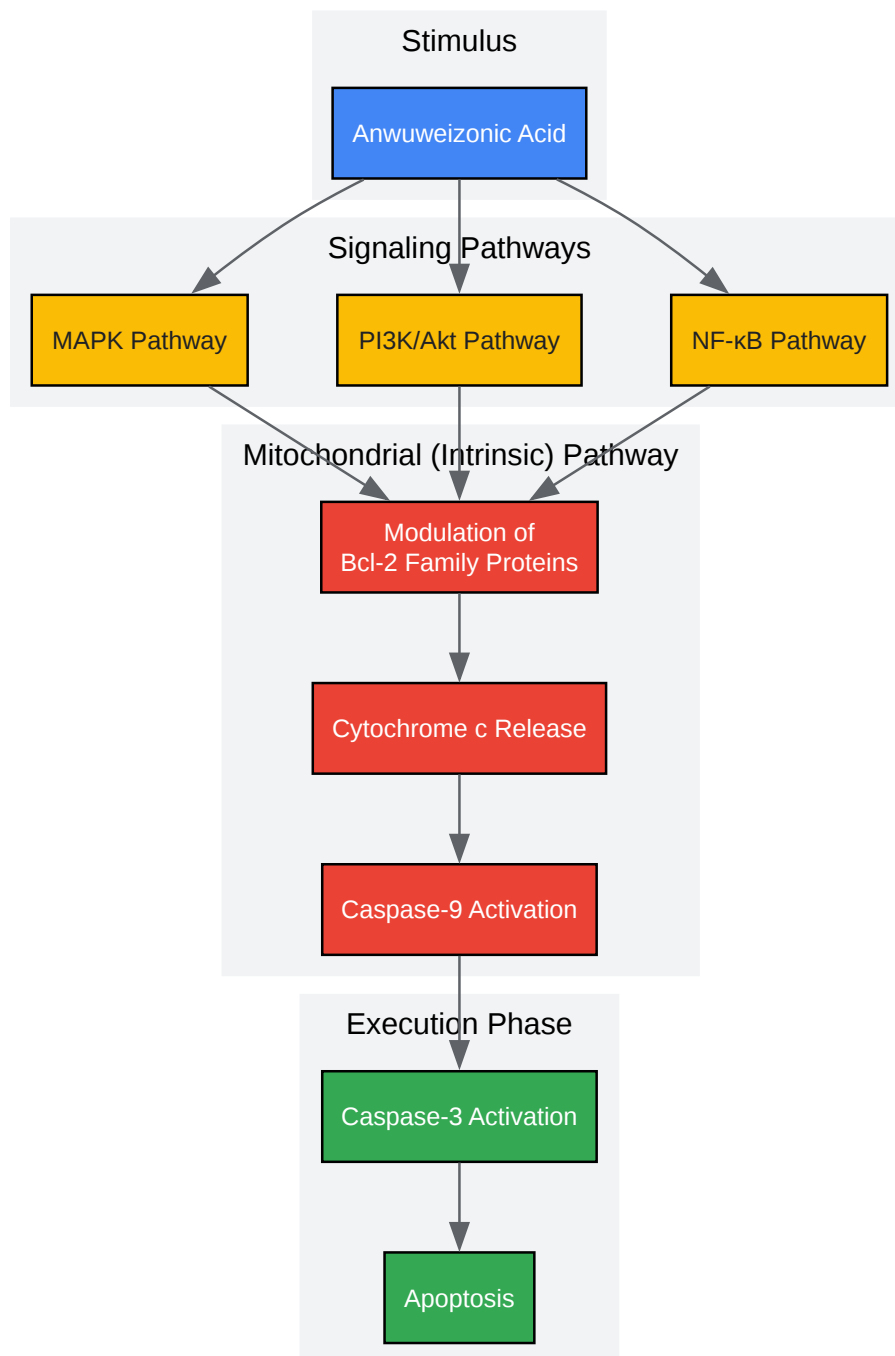 Stimulus
Anwuweizonic Acid
Signaling Pathways
MAPK Pathway
PI3K/Akt Pathway
NF-κB Pathway
Mitochondrial (Intrinsic) Pathway
Modulation of
Bcl-2 Family Proteins
Cytochrome c Release
Caspase-9 Activation
Execution Phase
Caspase-3 Activation
Apoptosis